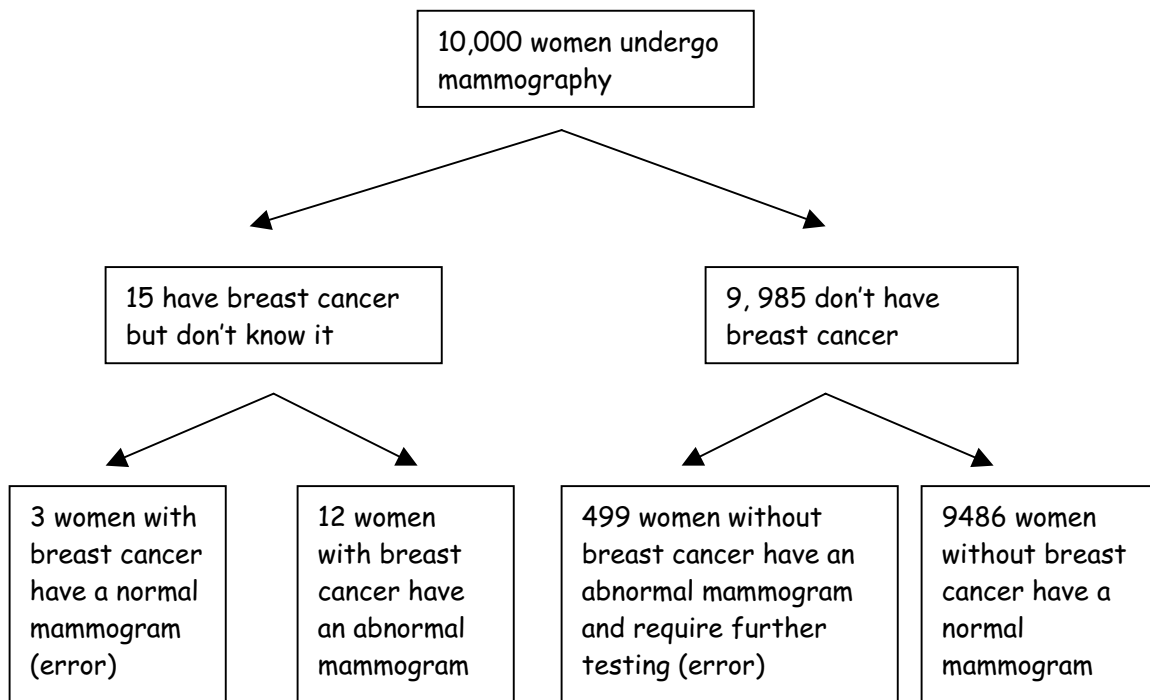 10,000 women undergo
mammography
15 have breast cancer
but don't know it
9, 985 don't have
breast cancer
3 women with
breast cancer
have a normal
mammogram
(error)
12 women
with breast
cancer have
an abnormal
mammogram
499 women without
breast cancer have an
abnormal mammogram
and require further
testing (error)
9486 women
without breast
cancer have a
normal
mammogram